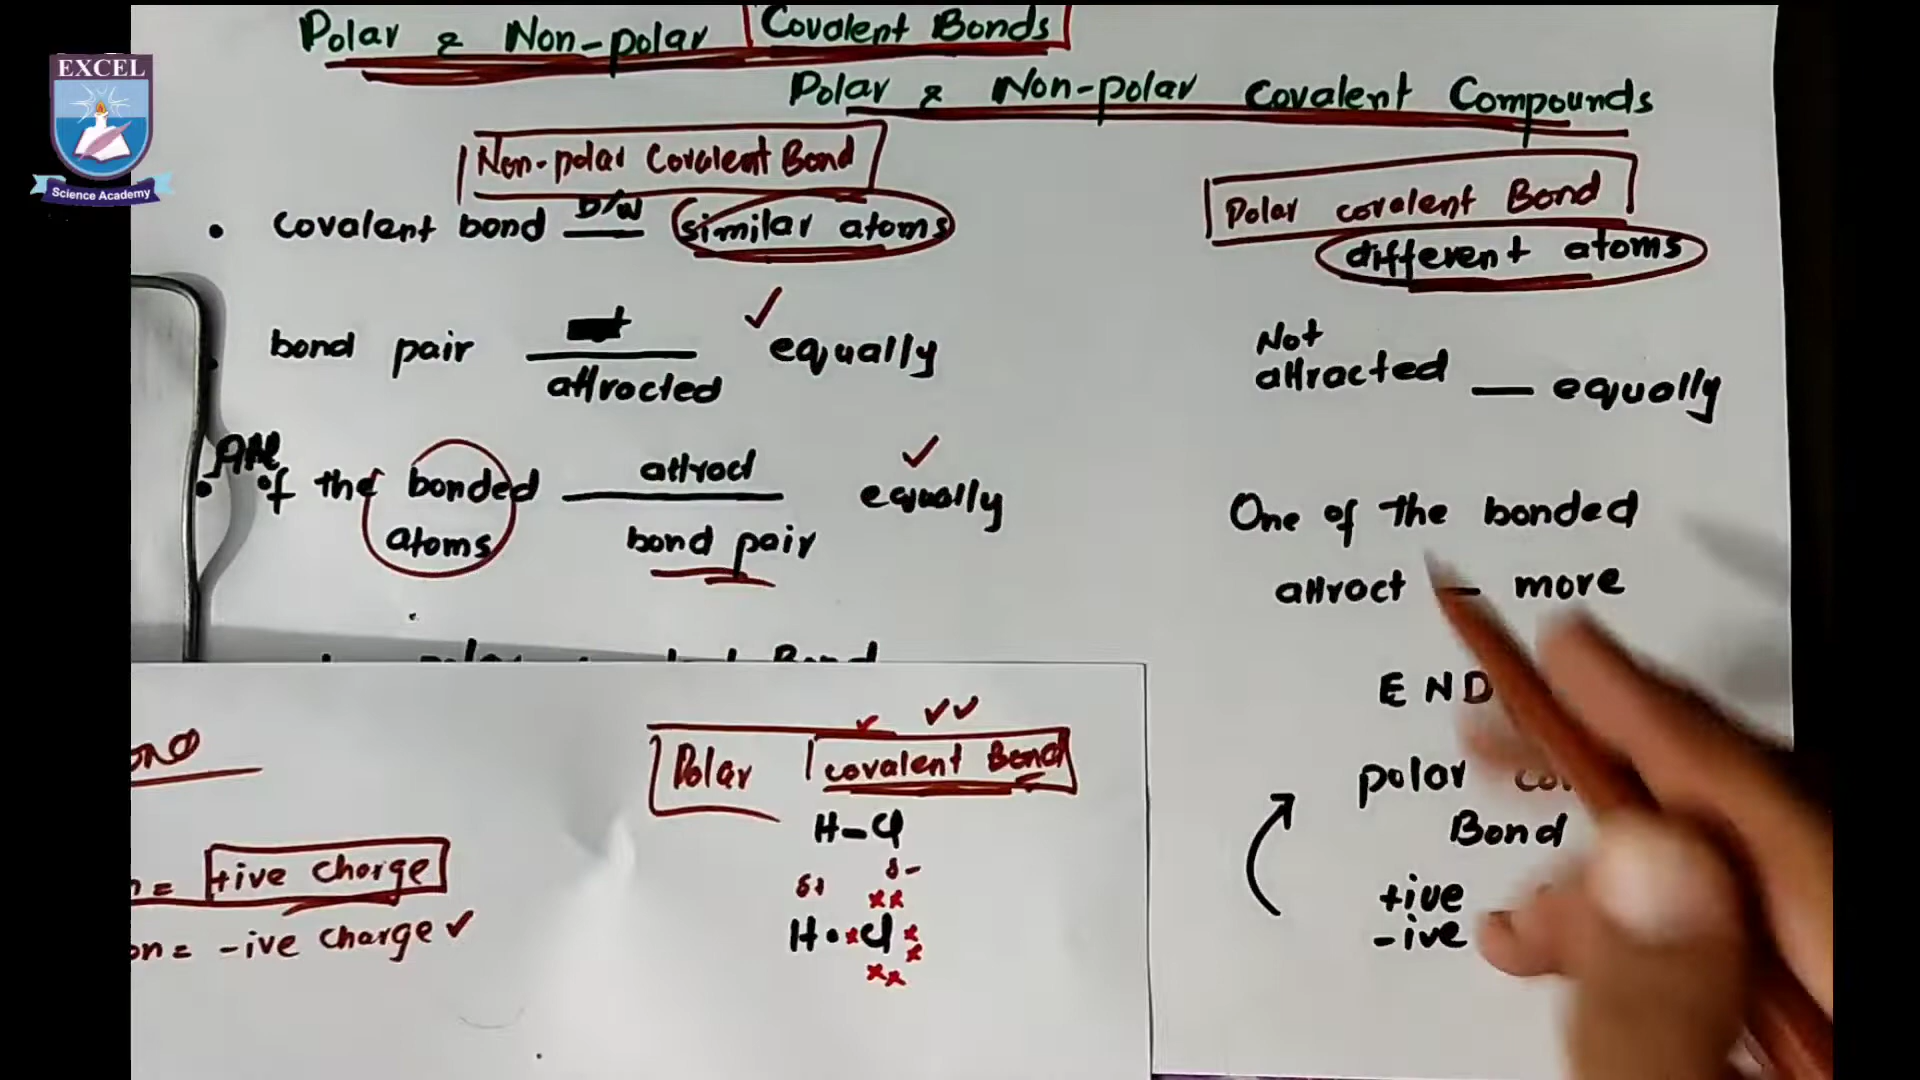 EXCEL
Science Academy
Polar & Non-polar Covalent Bonds
Polar & Non-polar Covalent Compounds
Non-polar Covalent Bond
• Covalent bond b/w similar atoms
• bond pair attracted equally
• of the bonded atoms attract bond pair equally
Polar covalent Bond
different atoms
Not attracted — equally
One of the bonded
attract — more
END
polar
Bond
+ive
-ive
= +ive charge
on = -ive charge
Polar covalent Bond
H–Cl
δ+ δ-
H•×Cl